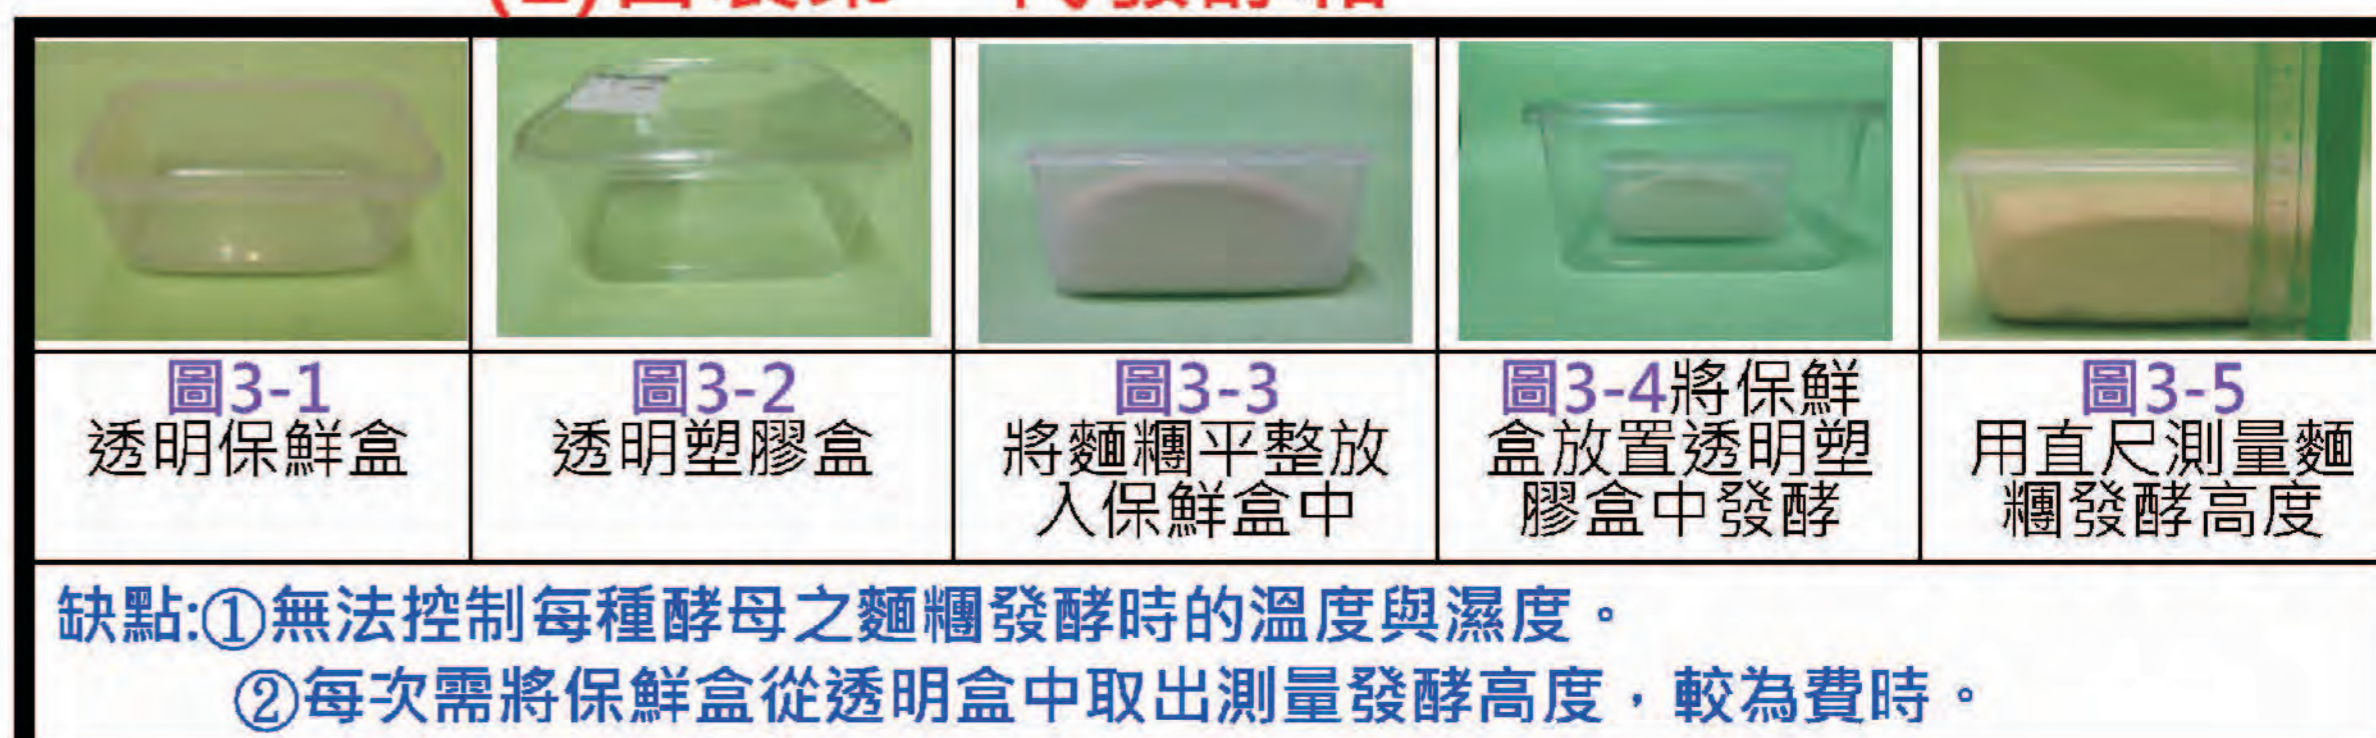 圖3-1
透明保鮮盒
圖3-2
透明塑膠盒
圖3-3
將麵糰平整放
入保鮮盒中
圖3-4將保鮮
盒放置透明塑
膠盒中發酵
圖3-5
用直尺測量麵
糰發酵高度
缺點:①無法控制每種酵母之麵糰發酵時的溫度與濕度。
②每次需將保鮮盒從透明盒中取出測量發酵高度，較為費時。